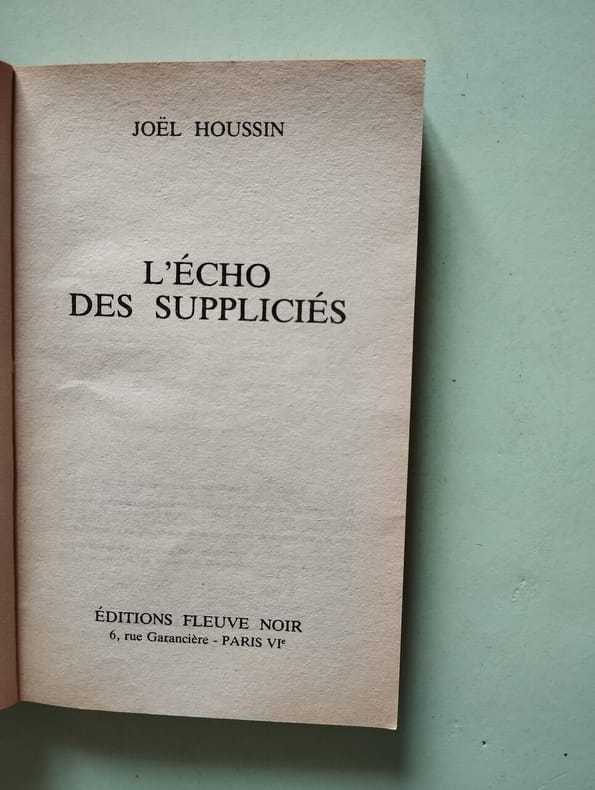 JOËL HOUSSIN
L'ÉCHO
DES SUPPLICIÉS
ÉDITIONS FLEUVE NOIR
6, rue Garancière - PARIS VIe